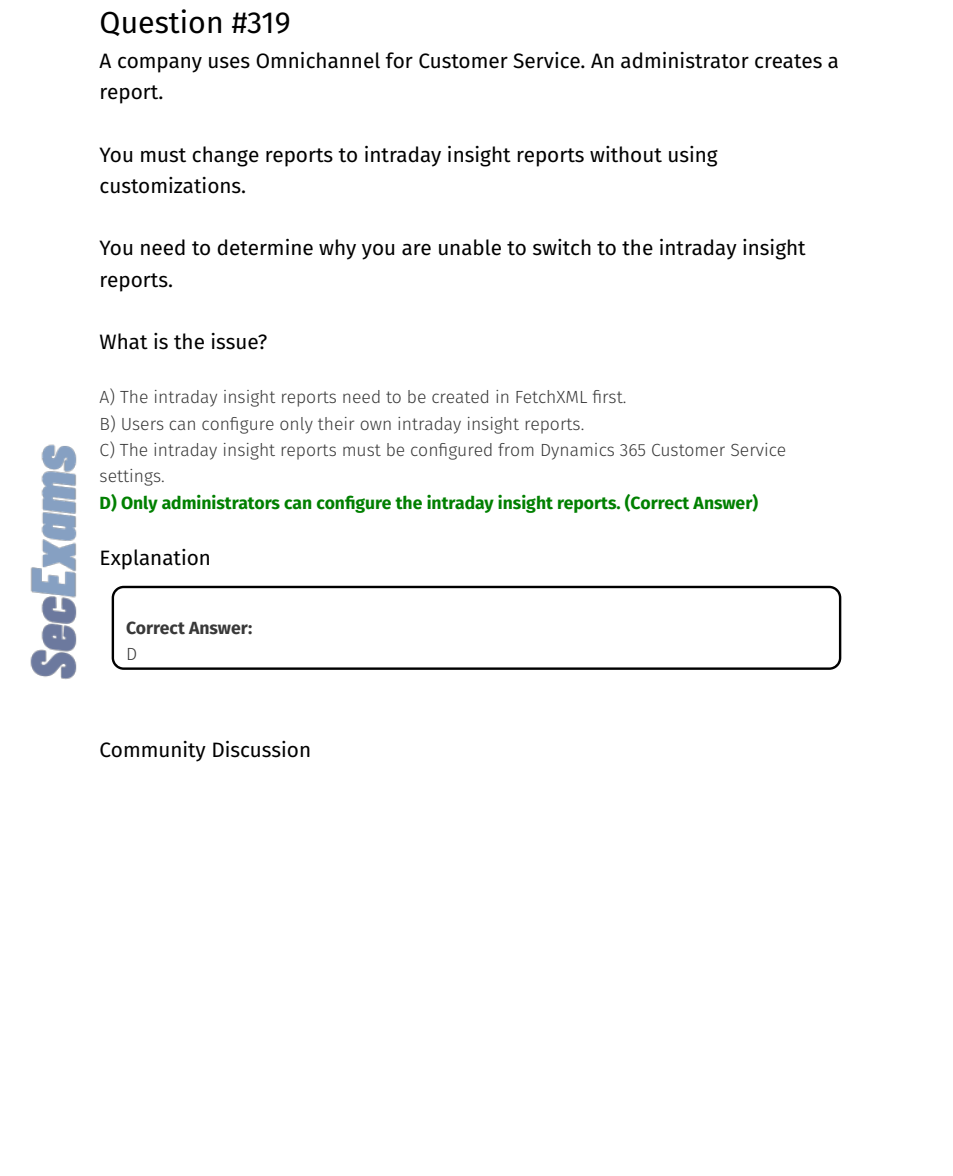 Question #319
A company uses Omnichannel for Customer Service. An administrator creates a
report.
You must change reports to intraday insight reports without using
customizations.
You need to determine why you are unable to switch to the intraday insight
reports.
What is the issue?
A) The intraday insight reports need to be created in FetchXML first.
B) Users can configure only their own intraday insight reports.
C) The intraday insight reports must be configured from Dynamics 365 Customer Service
settings.
D) Only administrators can configure the intraday insight reports. (Correct Answer)
SecExams
Explanation
Correct Answer:
D
Community Discussion